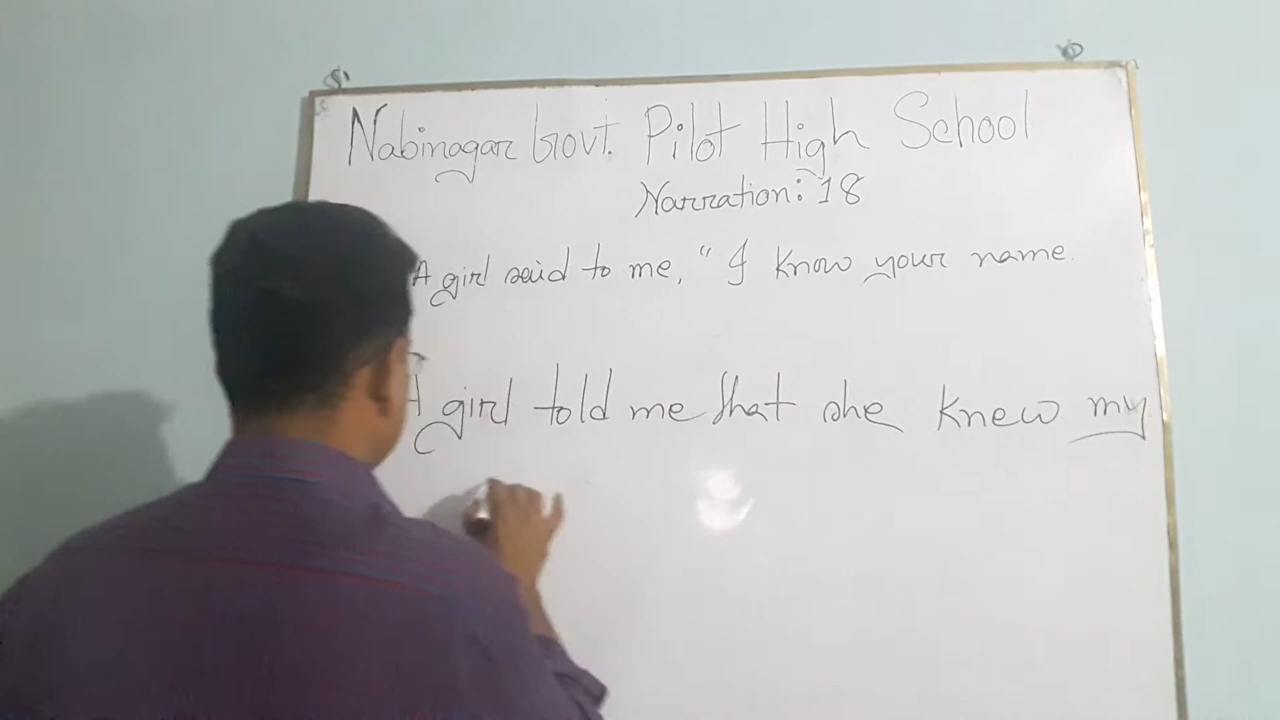 Nabinagar Govt. Pilot High School
Narration: 18
A girl said to me, " I know your name.
A girl told me that she knew my